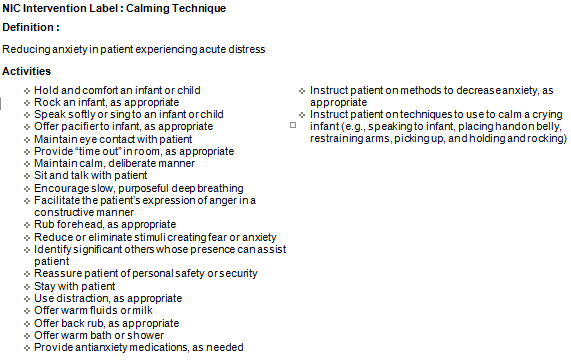 NIC Intervention Label : Calming Technique
Definition :
Reducing anxiety in patient experiencing acute distress
Activities
Hold and comfort an infant or child
Rock an infant, as appropriate
Speak softly or sing to an infant or child
Offer pacifier to infant, as appropriate
Maintain eye contact with patient
Provide “time out” in room, as appropriate
Maintain calm, deliberate manner
Sit and talk with patient
Encourage slow, purposeful deep breathing
Facilitate the patient’s expression of anger in a
constructive manner
Rub forehead, as appropriate
Reduce or eliminate stimuli creating fear or anxiety
Identify significant others whose presence can assist
patient
Reassure patient of personal safety or security
Stay with patient
Use distraction, as appropriate
Offer warm fluids or milk
Offer back rub, as appropriate
Offer warm bath or shower
Provide antianxiety medications, as needed
Instruct patient on methods to decrease anxiety, as
appropriate
Instruct patient on techniques to use to calm a crying
infant (e.g., speaking to infant, placing hand on belly,
restraining arms, picking up, and holding and rocking)